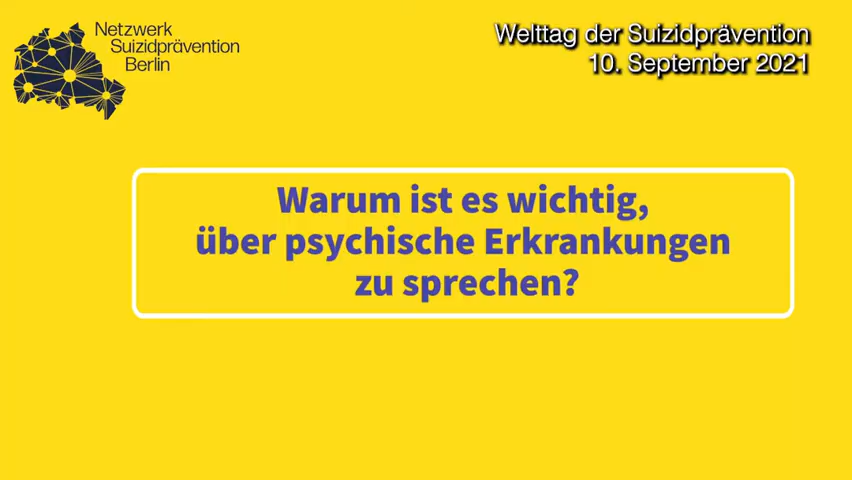 Netzwerk
Suizidprävention
Berlin
Welttag der Suizidprävention
10. September 2021
Warum ist es wichtig,
über psychische Erkrankungen
zu sprechen?